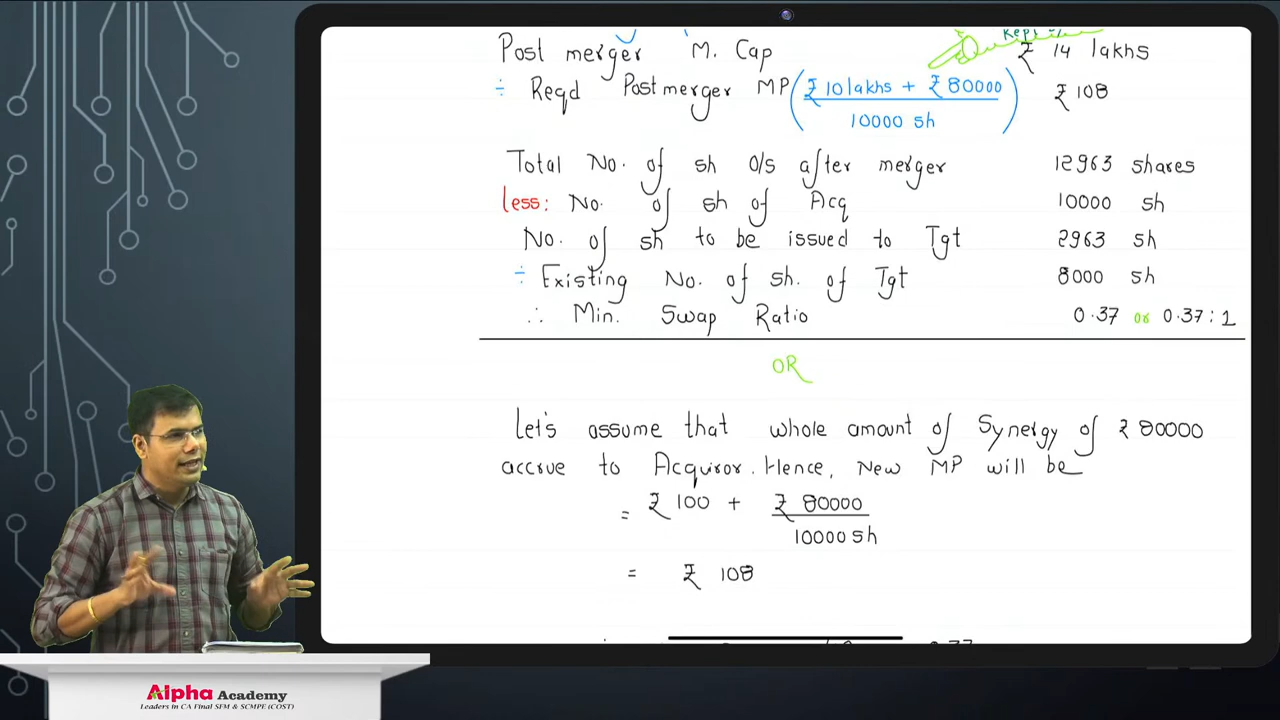 Kept
Post merger M. Cap ₹ 14 lakhs
÷ Reqd Post merger MP (₹ 10 lakhs + ₹ 80000 / 10000 sh) ₹ 108
Total No. of sh O/s after merger 12963 shares
less: No. of sh of Acq 10000 sh
No. of sh to be issued to Tgt 2963 sh
÷ Existing No. of sh. of Tgt 8000 sh
∴ Min. Swap Ratio 0.37 or 0.37 : 1
OR
Let's assume that whole amount of Synergy of ₹ 80000
accrue to Acquiror. Hence, New MP will be
= ₹ 100 + ₹ 80000 / 10000 sh
= ₹ 108
Alpha Academy
Leaders in CA Final SFM & SCMPE (COST)